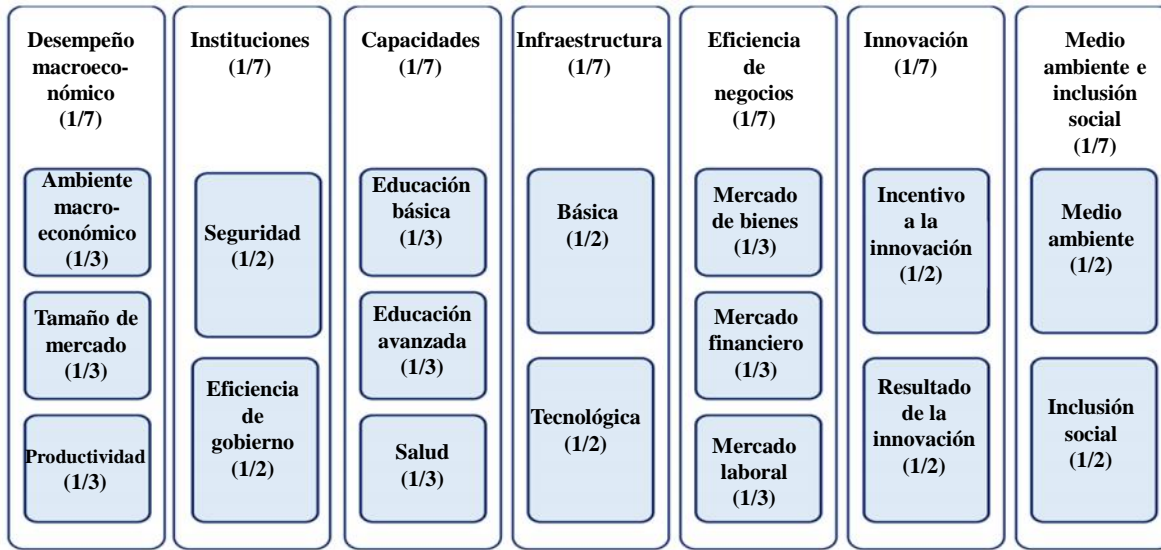 Desempeño
macroeco-
nómico
(1/7)
Ambiente
macro-
económico
(1/3)
Tamaño de
mercado
(1/3)
Productividad
(1/3)
Instituciones
(1/7)
Seguridad
(1/2)
Eficiencia
de
gobierno
(1/2)
Capacidades
(1/7)
Educación
básica
(1/3)
Educación
avanzada
(1/3)
Salud
(1/3)
Infraestructura
(1/7)
Básica
(1/2)
Tecnológica
(1/2)
Eficiencia
de
negocios
(1/7)
Mercado
de bienes
(1/3)
Mercado
financiero
(1/3)
Mercado
laboral
(1/3)
Innovación
(1/7)
Incentivo
a la
innovación
(1/2)
Resultado
de la
innovación
(1/2)
Medio
ambiente e
inclusión
social
(1/7)
Medio
ambiente
(1/2)
Inclusión
social
(1/2)